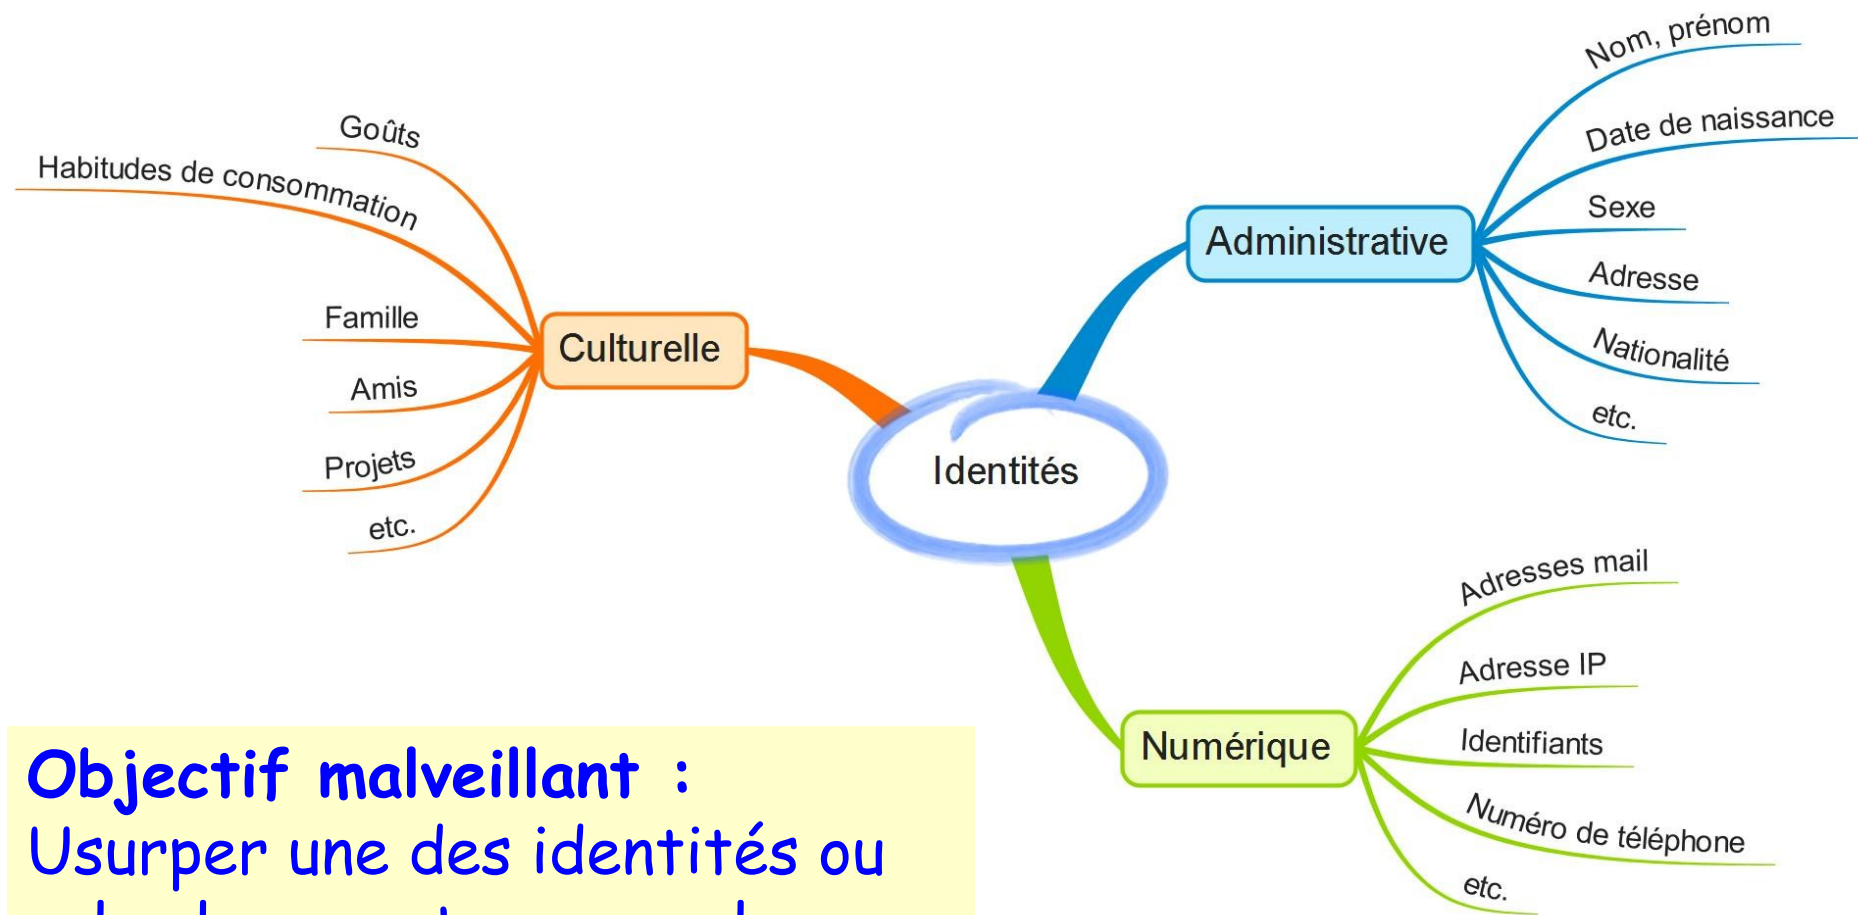 Nom, prénom
Date de naissance
Sexe
Adresse
Nationalité
etc.
Administrative
Goûts
Habitudes de consommation
Famille
Amis
Projets
etc.
Culturelle
Identités
Adresses mail
Adresse IP
Identifiants
Numéro de téléphone
etc.
Numérique
Objectif malveillant :
Usurper une des identités ou